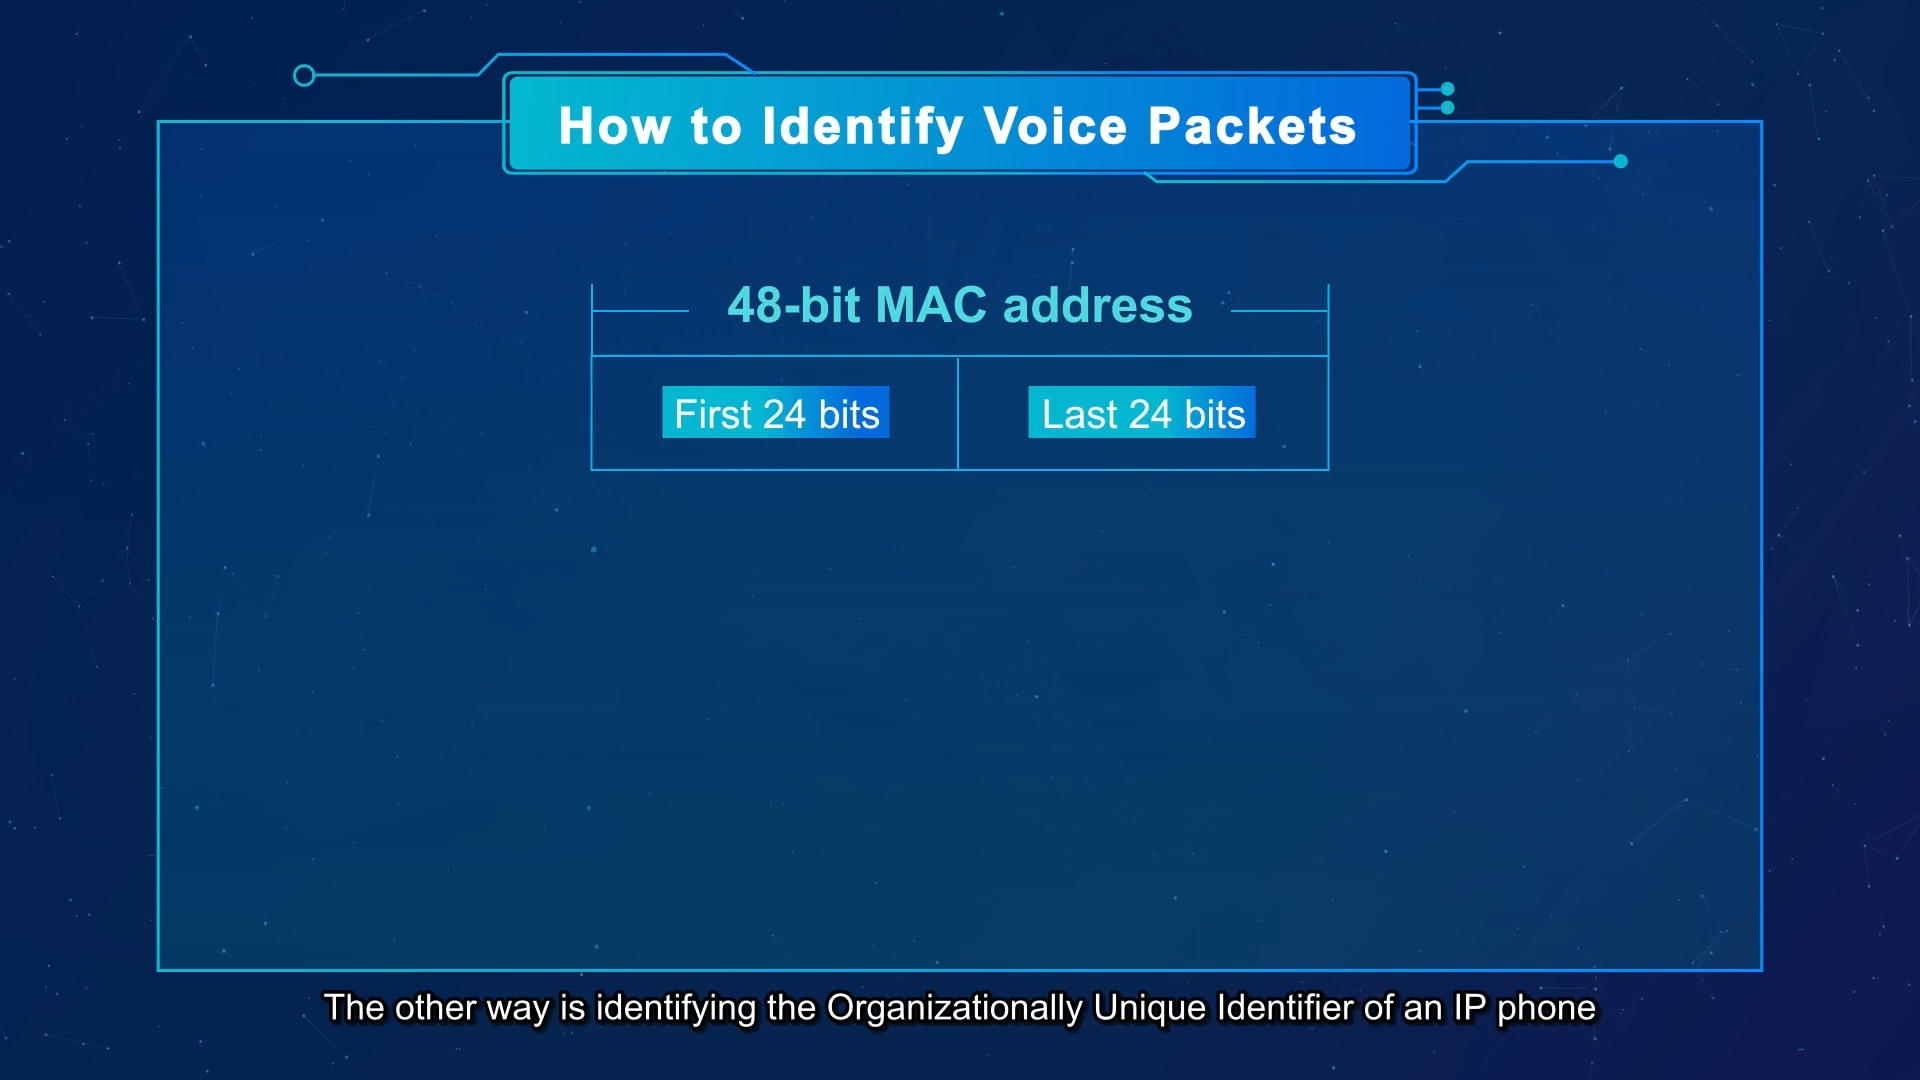 How to Identify Voice Packets
48-bit MAC address
First 24 bits
Last 24 bits
The other way is identifying the Organizationally Unique Identifier of an IP phone